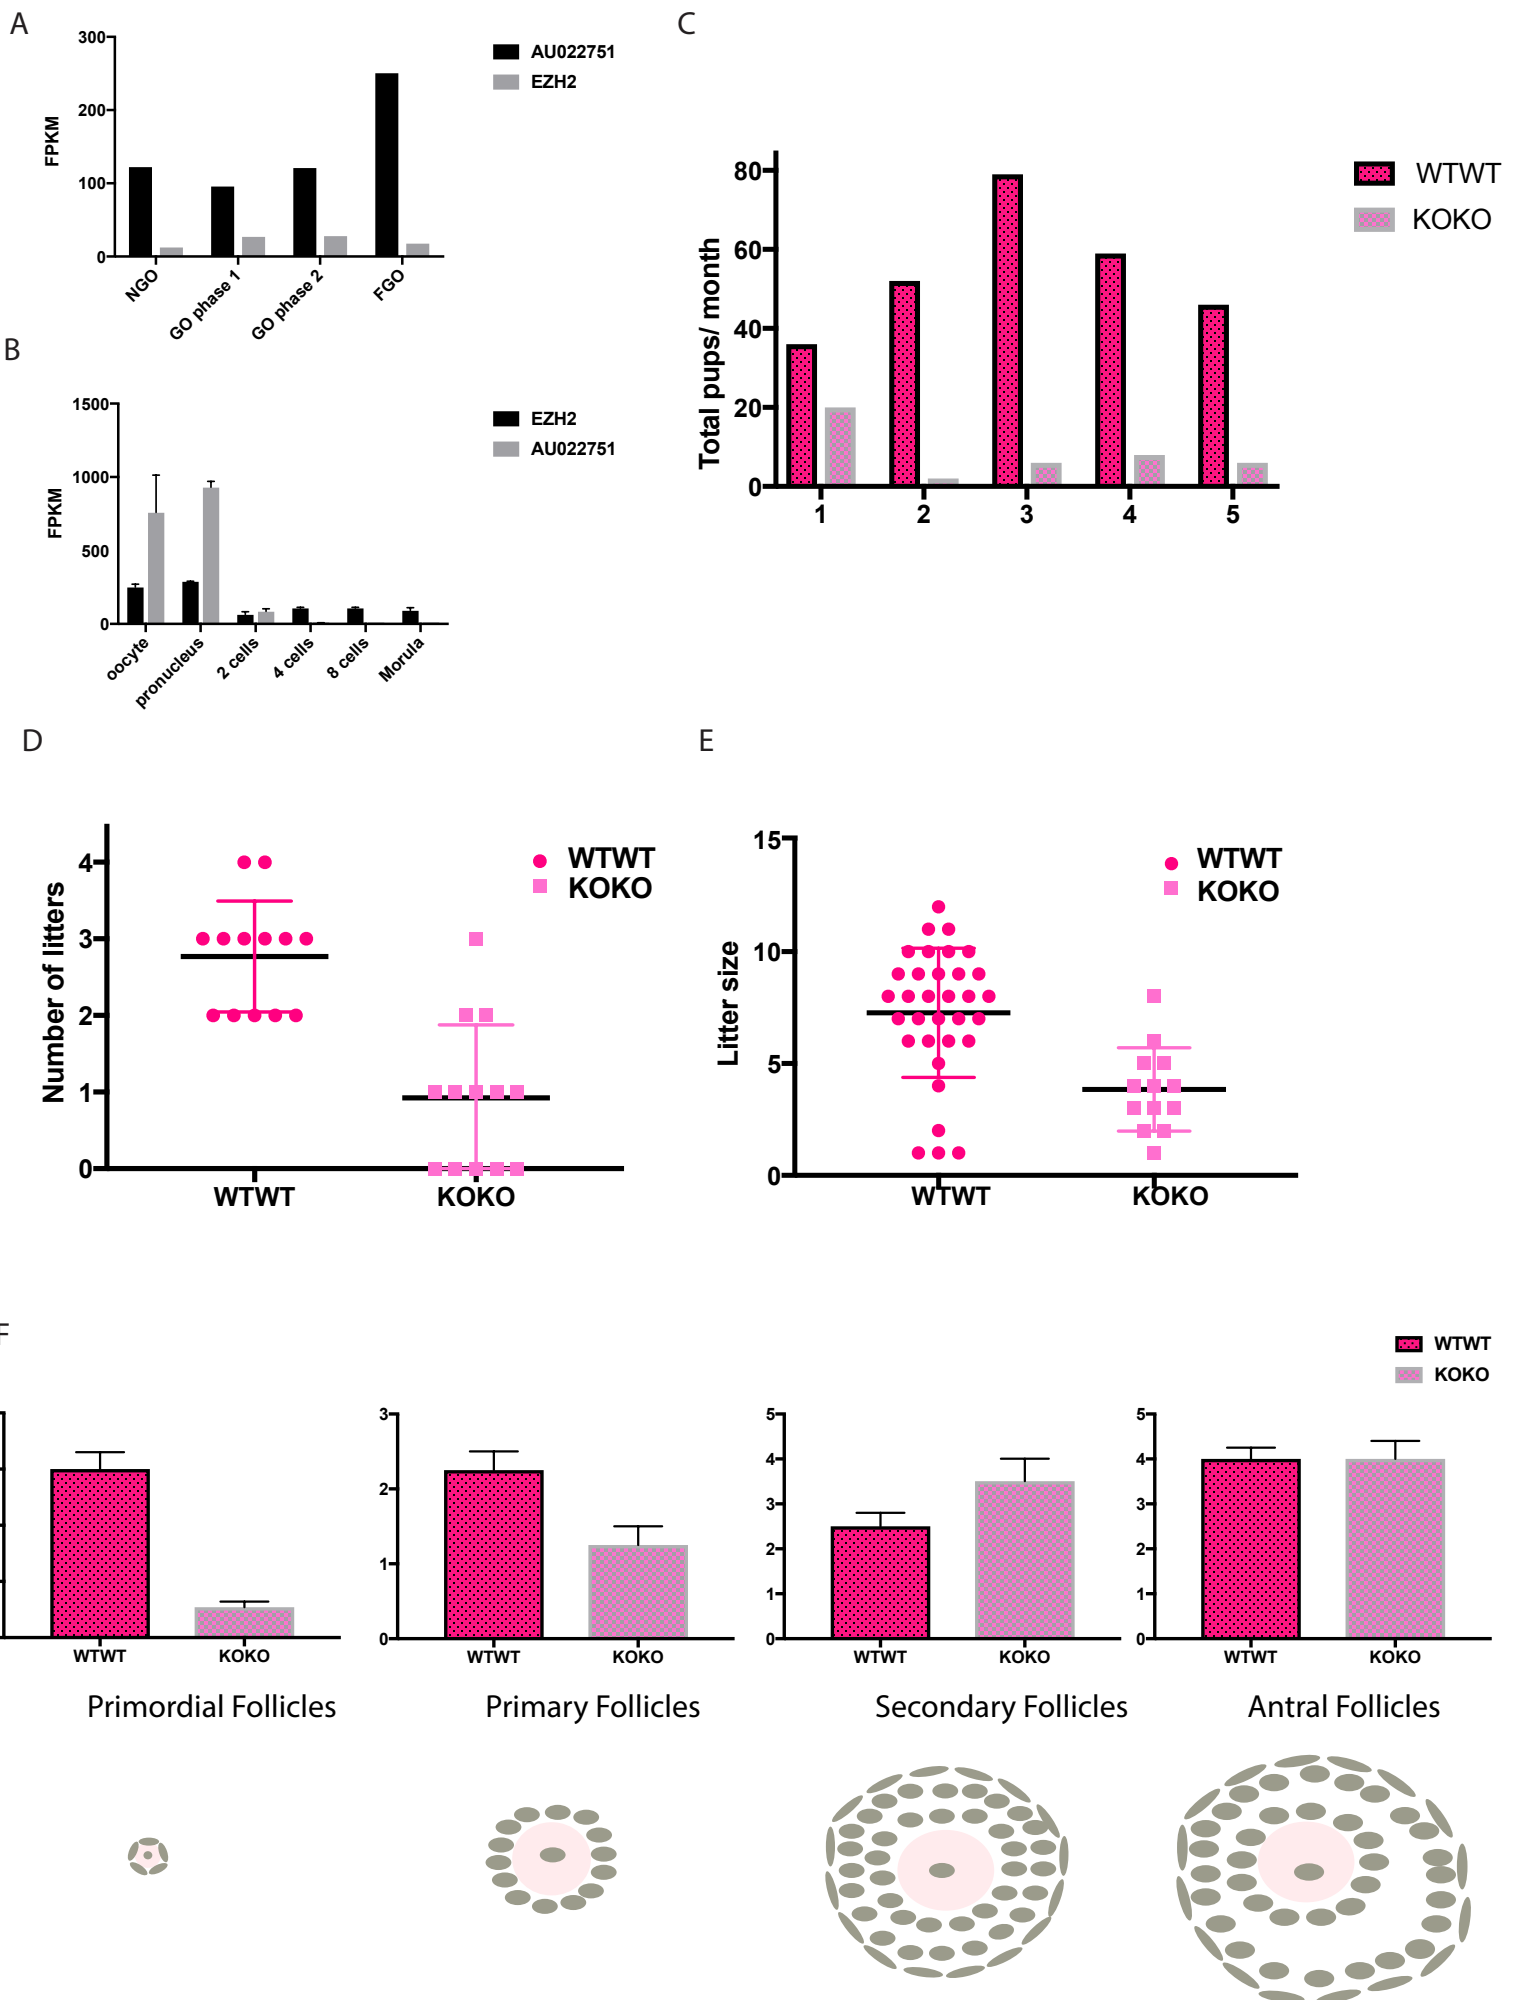 A
300
200
100
0
FPKM
NGO
GO phase 1
GO phase 2
FGO
AU022751
EZH2
B
1500
1000
500
0
FPKM
oocyte
pronucleus
2 cells
4 cells
8 cells
Morula
EZH2
AU022751
C
80
60
40
20
0
Total pups/ month
1 2 3 4 5
WTWT
KOKO
D
4
3
2
1
0
Number of litters
WTWT KOKO
WTWT
KOKO
E
15
10
5
0
Litter size
WTWT KOKO
WTWT
KOKO
F
WTWT
KOKO
WTWT KOKO
Primordial Follicles
3
2
1
0
WTWT KOKO
Primary Follicles
5
4
3
2
1
0
WTWT KOKO
Secondary Follicles
5
4
3
2
1
0
WTWT KOKO
Antral Follicles